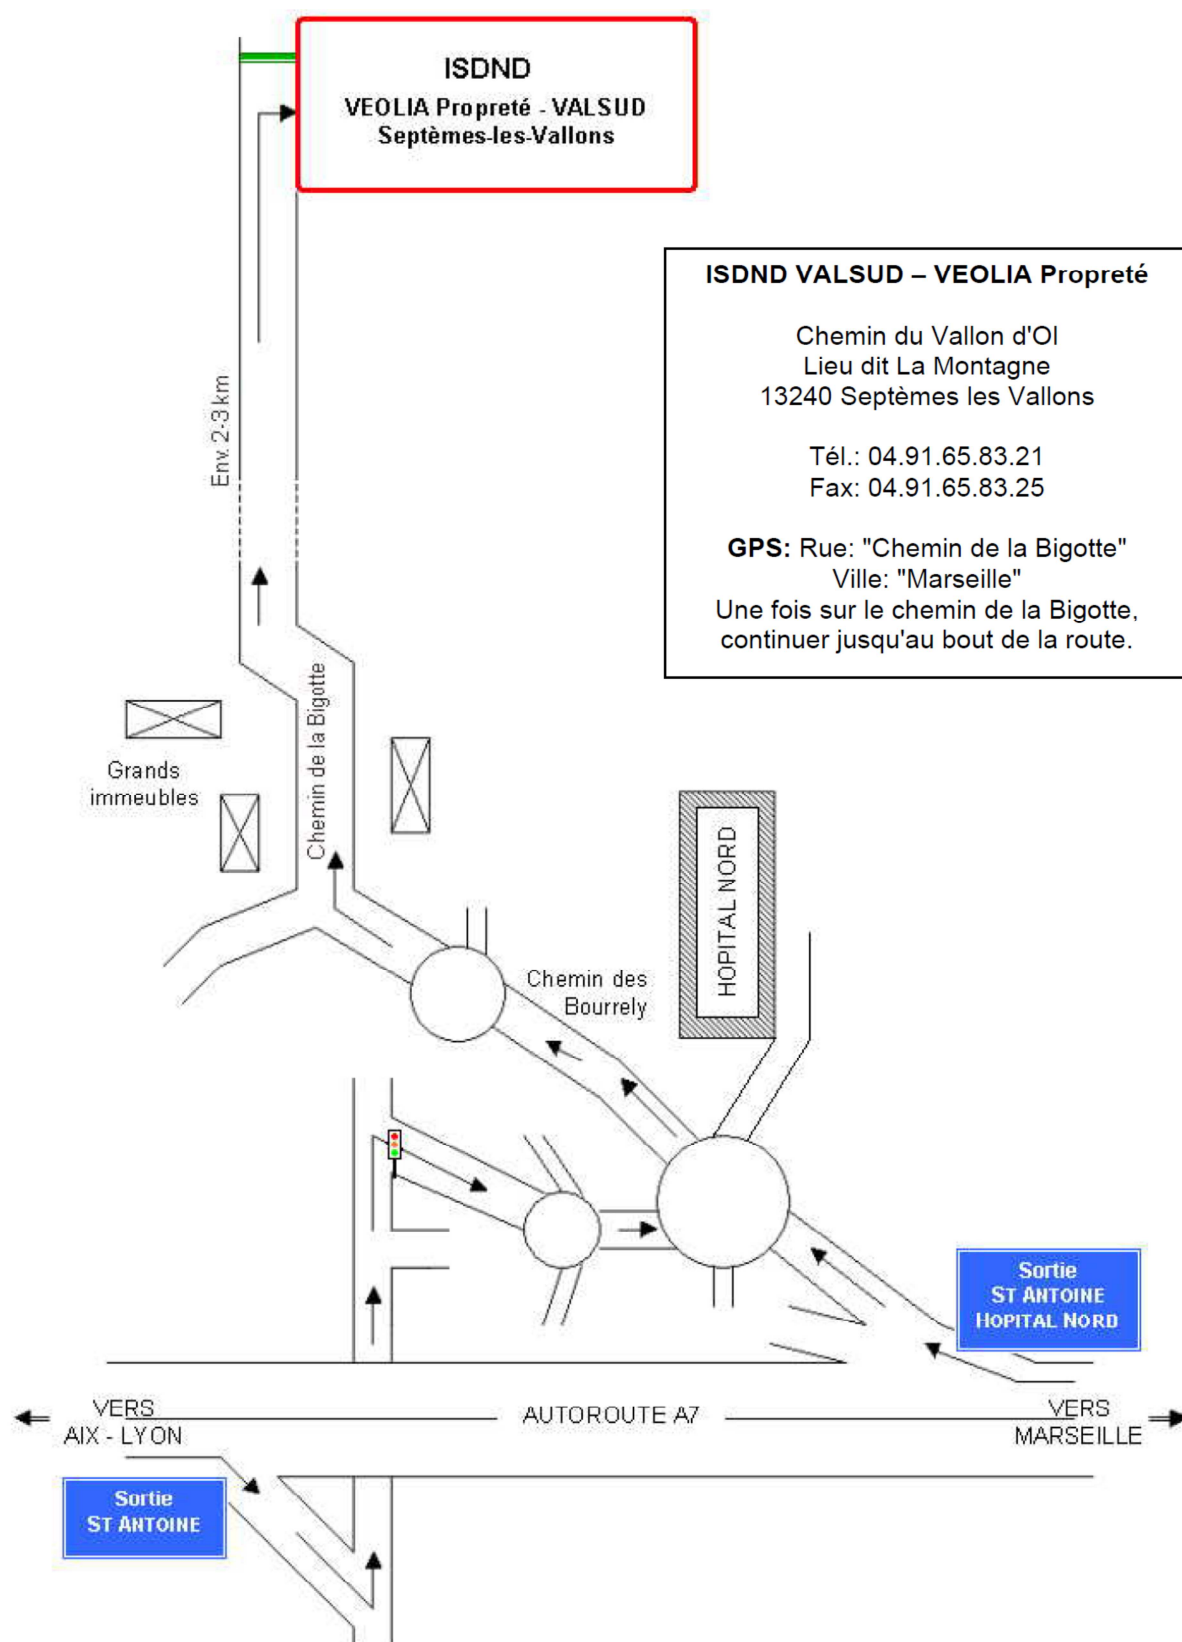 ISDND
VEOLIA Propreté - VALSUD
Septèmes-les-Vallons
ISDND VALSUD – VEOLIA Propreté
Chemin du Vallon d'Ol
Lieu dit La Montagne
13240 Septèmes les Vallons
Tél.: 04.91.65.83.21
Fax: 04.91.65.83.25
GPS: Rue: "Chemin de la Bigotte"
Ville: "Marseille"
Une fois sur le chemin de la Bigotte,
continuer jusqu'au bout de la route.
Env. 2-3 km
Chemin de la Bigotte
Grands
immeubles
HOPITAL NORD
Chemin des
Bourrely
Sortie
ST ANTOINE
HOPITAL NORD
VERS
AIX - LYON
AUTOROUTE A7
VERS
MARSEILLE
Sortie
ST ANTOINE